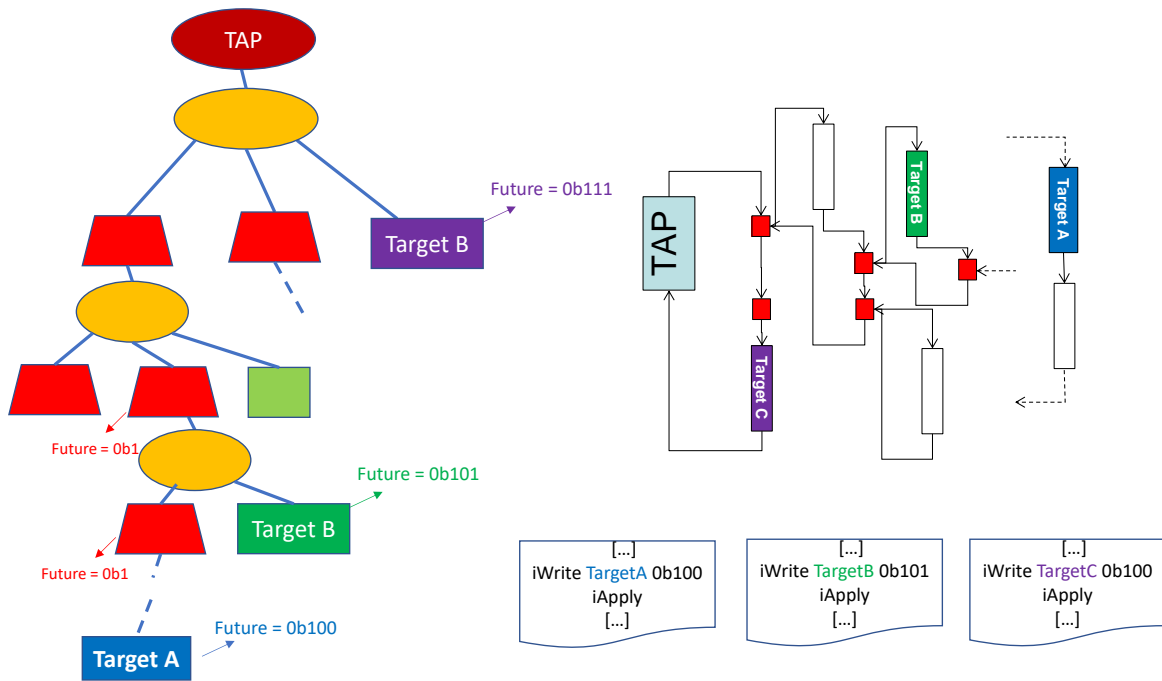 TAP
Future = 0b111
Target B
Future = 0b1
Future = 0b101
Target B
Future = 0b1
Future = 0b100
Target A
TAP
Target B
Target A
Target C
[...]
iWrite TargetA 0b100
iApply
[...]
[...]
iWrite TargetB 0b101
iApply
[...]
[...]
iWrite TargetC 0b100
iApply
[...]